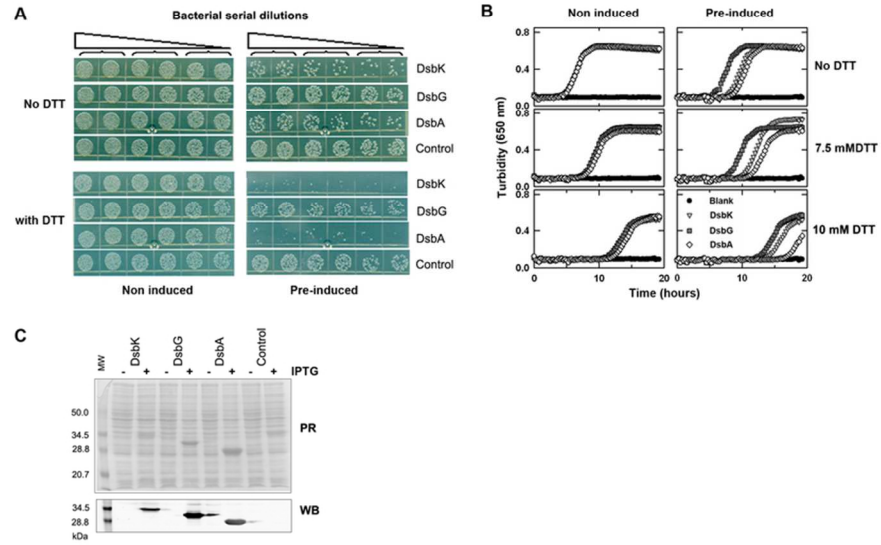 A
Bacterial serial dilutions
No DTT
DsbK
DsbG
DsbA
Control
with DTT
DsbK
DsbG
DsbA
Control
Non induced
Pre-induced
B
Non induced
Pre-induced
Turbidity (650 nm)
0.8
0.4
0.0
No DTT
0.8
0.4
0.0
7.5 mMDTT
0.8
0.4
0.0
Blank
DsbK
DsbG
DsbA
10 mM DTT
0 10 20 0 10 20
Time (hours)
C
MW
DsbK
DsbG
DsbA
Control
- + - + - + - + IPTG
50.0
34.5
28.8
20.7
PR
34.5
28.8
kDa
WB